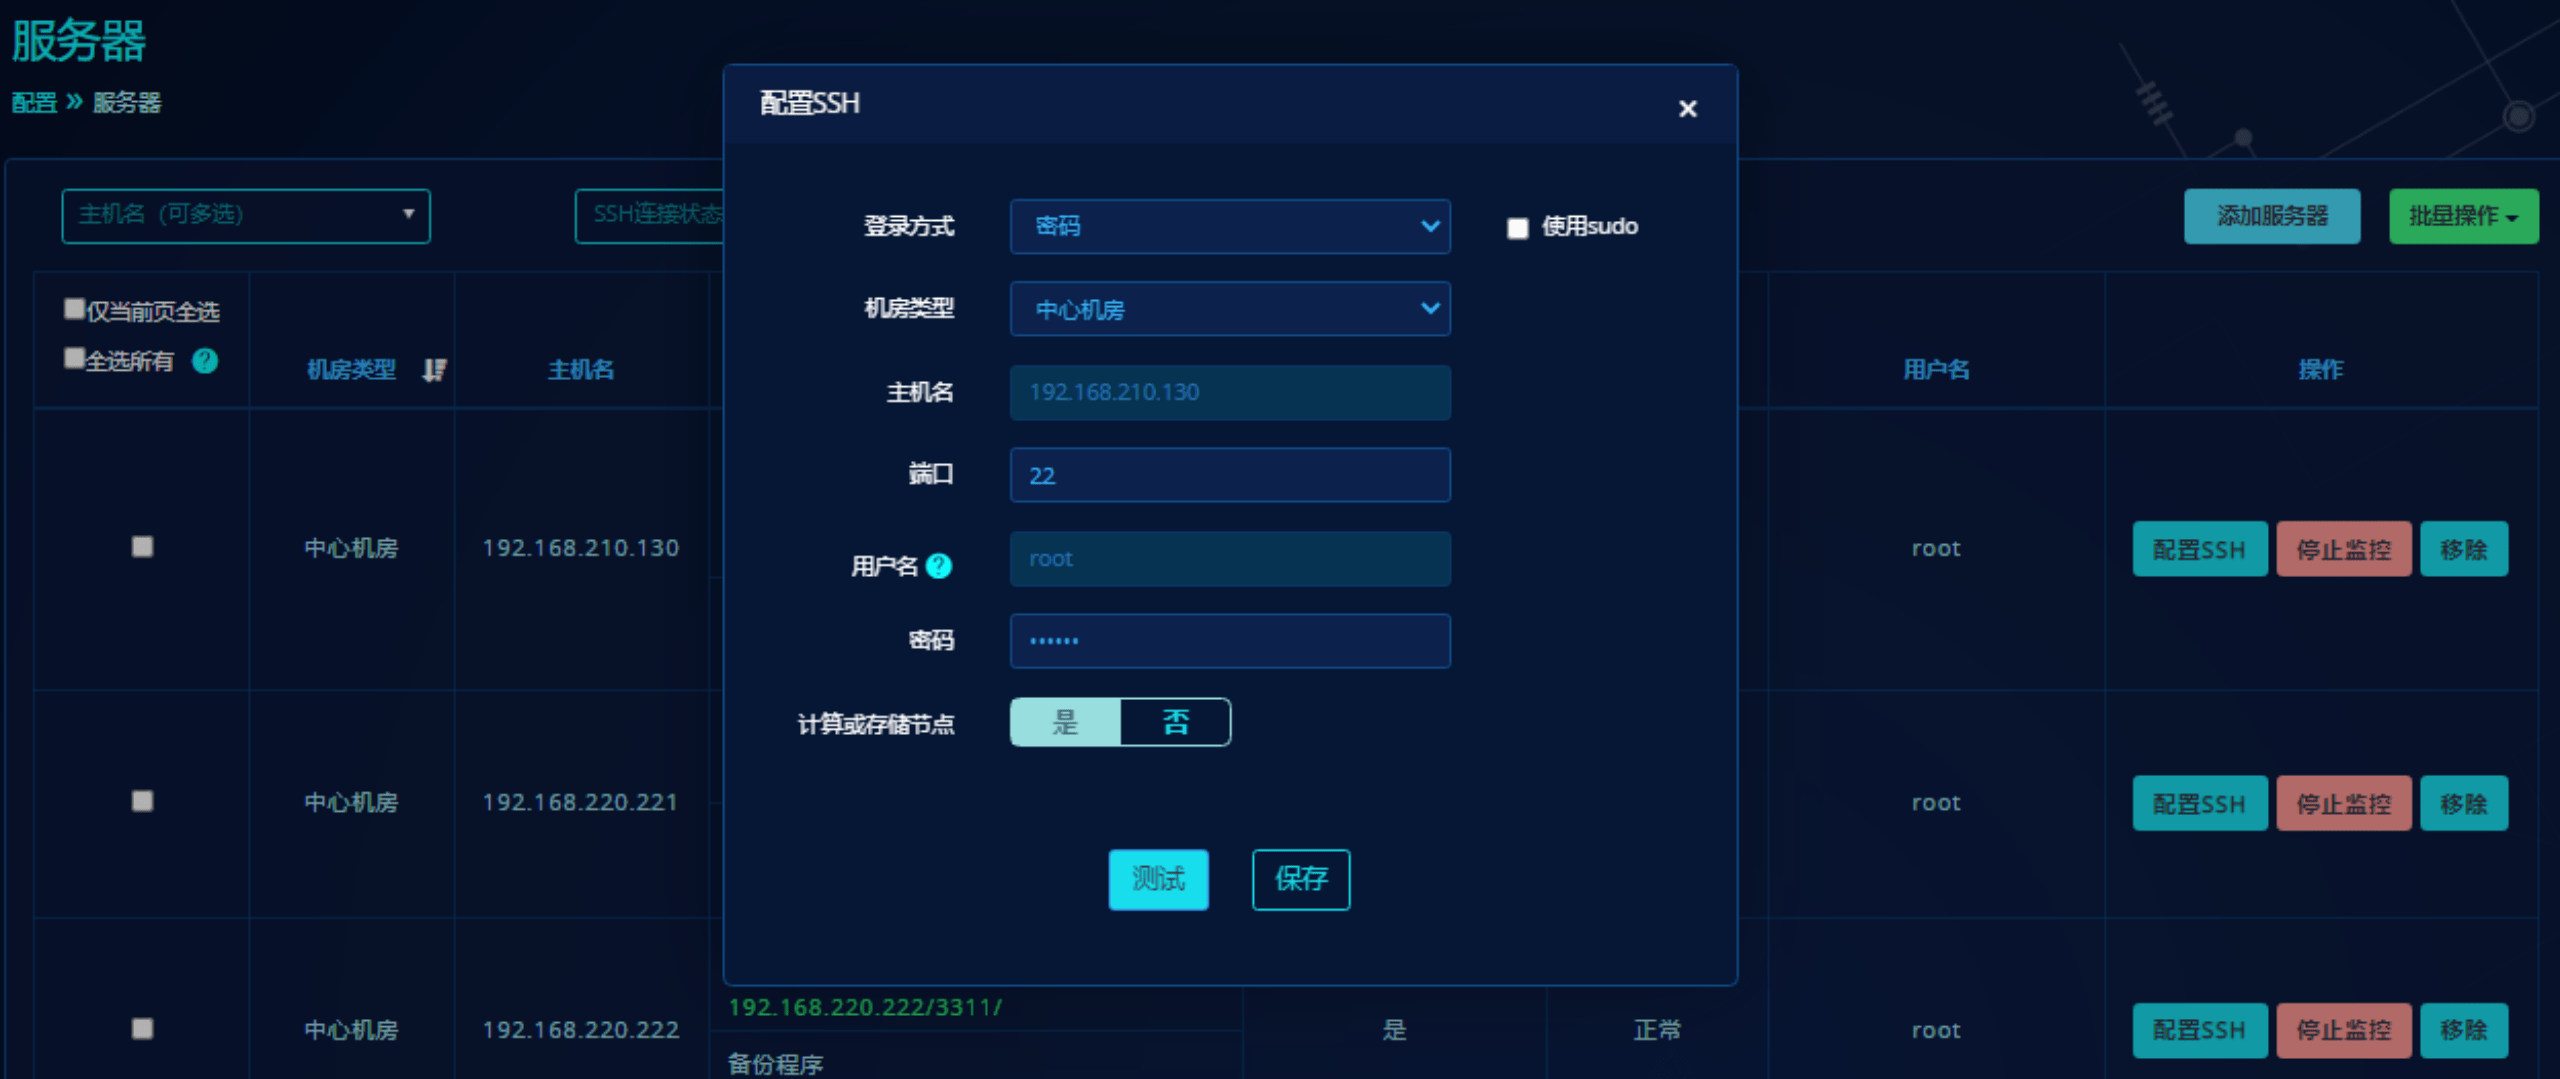 服务器
配置 » 服务器
主机名（可多选）
SSH连接状态
添加服务器
批量操作
仅当前页全选
全选所有
机房类型
主机名
用户名
操作
中心机房
192.168.210.130
root
配置SSH
停止监控
移除
中心机房
192.168.220.221
root
配置SSH
停止监控
移除
中心机房
192.168.220.222
192.168.220.222/3311/
备份程序
是
正常
root
配置SSH
停止监控
移除
配置SSH
×
登录方式
密码
使用sudo
机房类型
中心机房
主机名
192.168.210.130
端口
22
用户名
root
密码
••••••
计算或存储节点
是
否
测试
保存